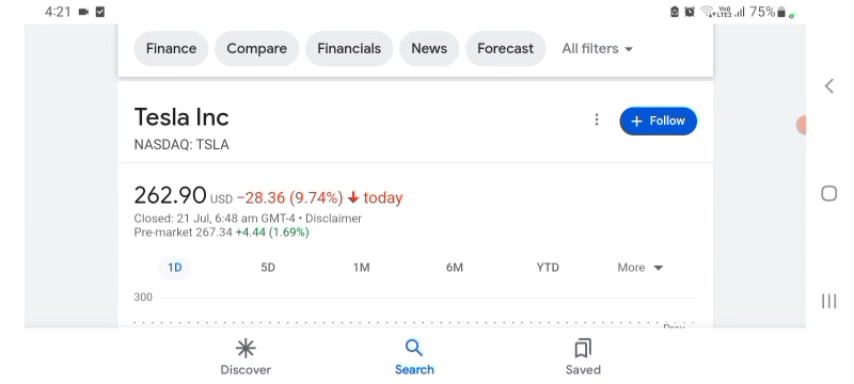 4:21
75%
Finance Compare Financials News Forecast All filters
Tesla Inc
+ Follow
NASDAQ: TSLA
262.90 USD −28.36 (9.74%) today
Closed: 21 Jul, 6:48 am GMT-4 • Disclaimer
Pre-market 267.34 +4.44 (1.69%)
1D 5D 1M 6M YTD More
300
Discover Search Saved